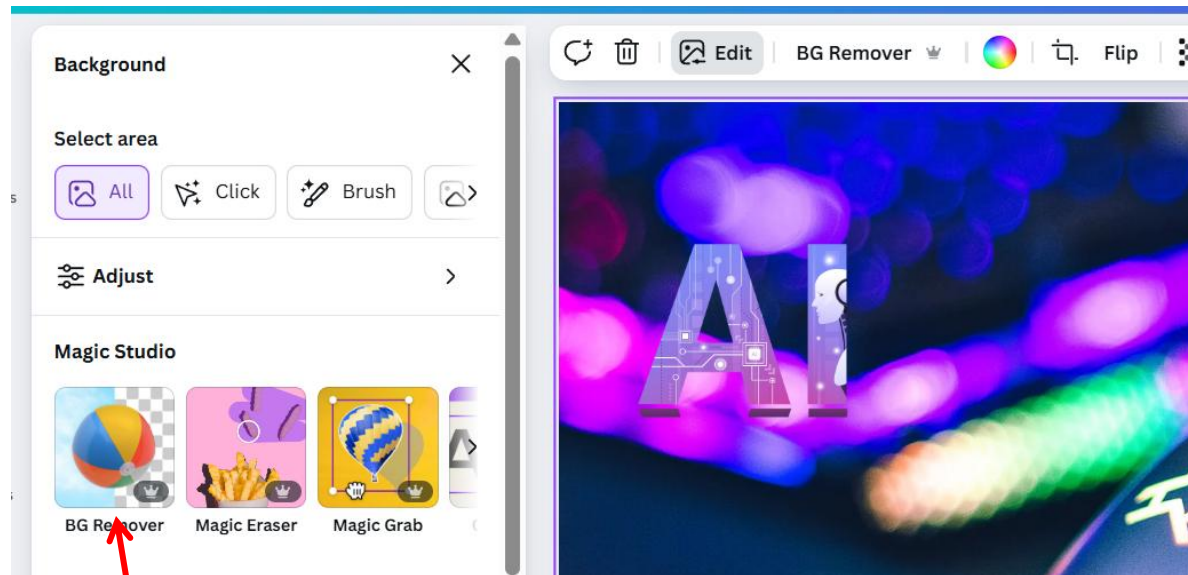 Background
Edit
BG Remover
Flip
Select area
All
Click
Brush
Adjust
Magic Studio
BG Remover
Magic Eraser
Magic Grab
AI